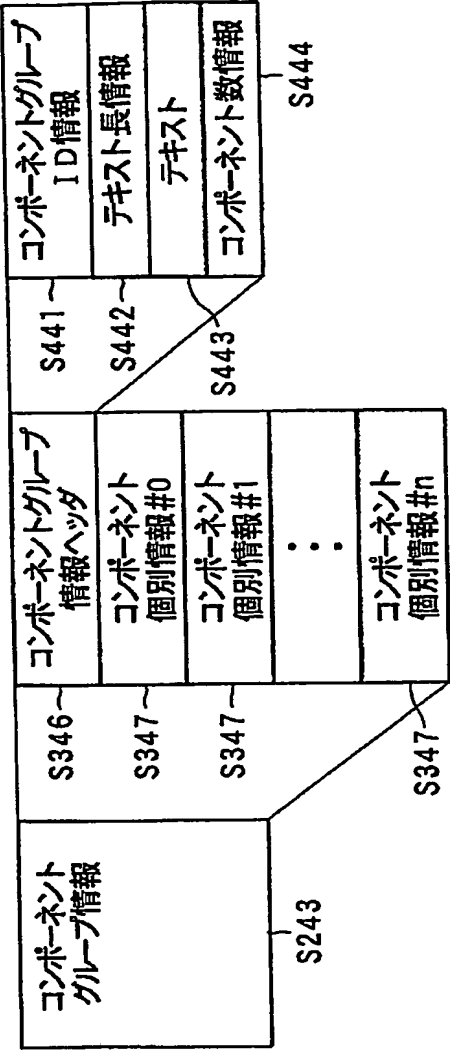 コンポーネント
グループ情報
S243
コンポーネントグループ
情報ヘッダ
コンポーネント
個別情報#0
コンポーネント
個別情報#1
・・・
コンポーネント
個別情報#n
S346
S347
S347
S347
コンポーネントグループ
ID情報
テキスト長情報
テキスト
コンポーネント数情報
S441
S442
S443
S444